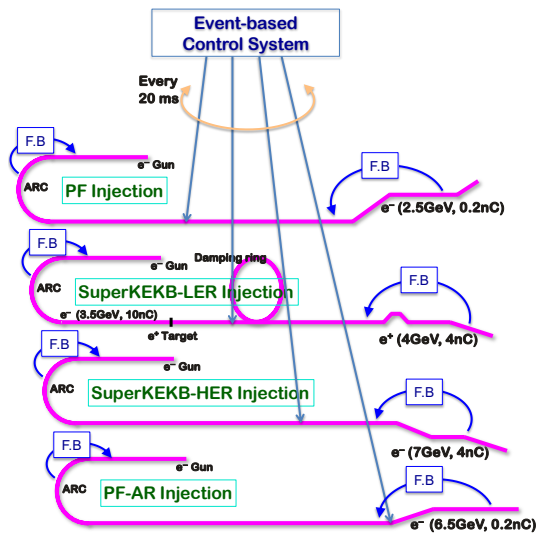 Event-based
Control System
Every
20 ms
F.B
e⁻ Gun
ARC
PF Injection
F.B
e⁻ (2.5GeV, 0.2nC)
F.B
e⁻ Gun
Damping ring
ARC
SuperKEKB-LER Injection
e⁻ (3.5GeV, 10nC)
e⁺ Target
F.B
e⁺ (4GeV, 4nC)
F.B
e⁻ Gun
ARC
SuperKEKB-HER Injection
F.B
e⁻ (7GeV, 4nC)
F.B
e⁻ Gun
ARC
PF-AR Injection
F.B
e⁻ (6.5GeV, 0.2nC)